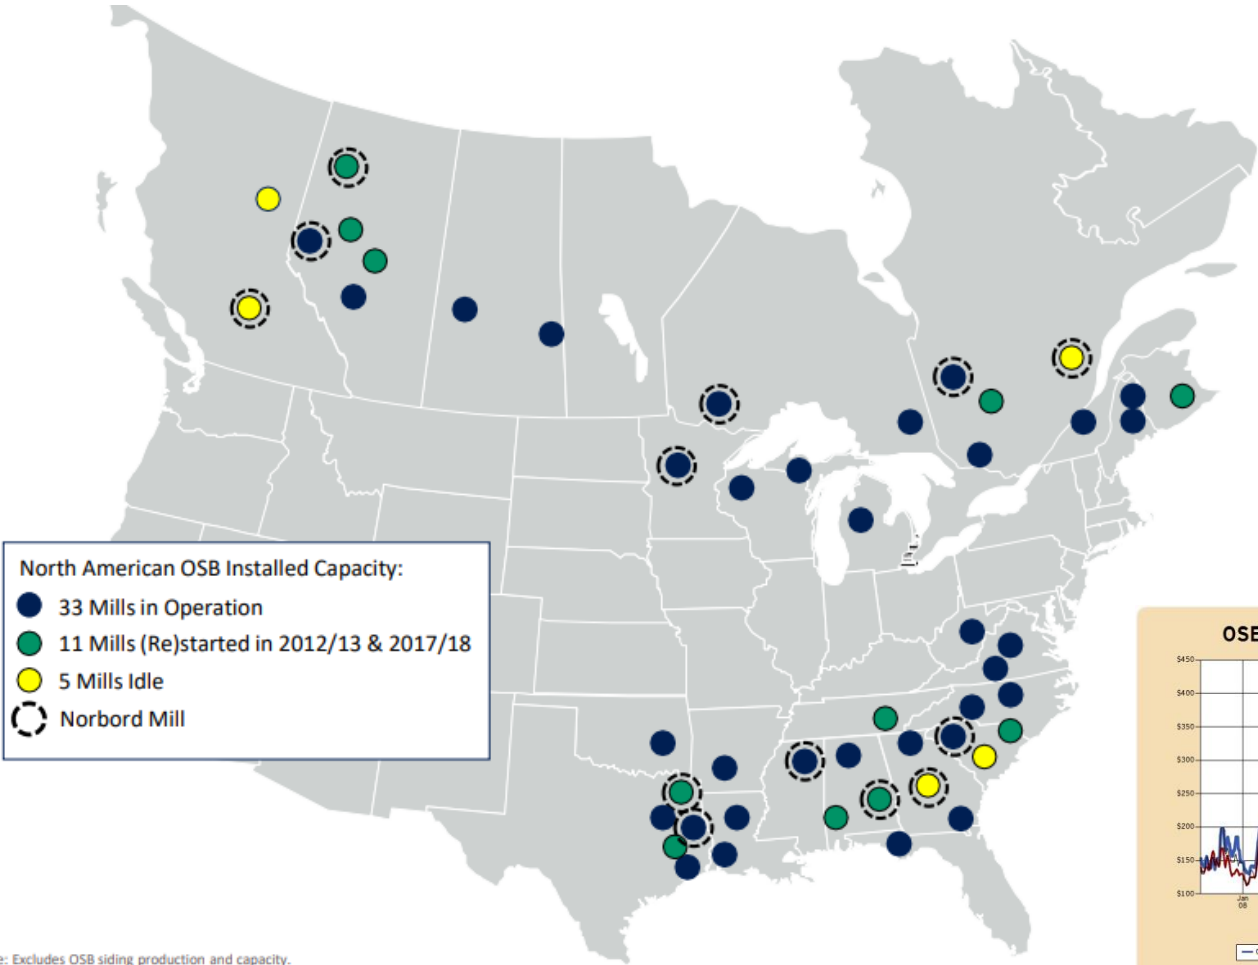 North American OSB Installed Capacity:
33 Mills in Operation
11 Mills (Re)started in 2012/13 & 2017/18
5 Mills Idle
Norbord Mill
OSB
$450
$400
$350
$300
$250
$200
$150
$100
Jan
08
e: Excludes OSB siding production and capacity.